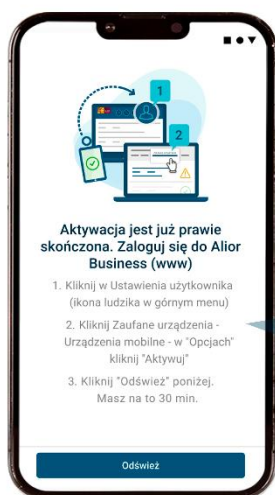 1
2
Aktywacja jest już prawie
skończona. Zaloguj się do Alior
Business (www)
1. Kliknij w Ustawienia użytkownika
(ikona ludzika w górnym menu)
2. Kliknij Zaufane urządzenia -
Urządzenia mobilne - w "Opcjach"
kliknij "Aktywuj"
3. Kliknij "Odśwież" poniżej.
Masz na to 30 min.
Odśwież